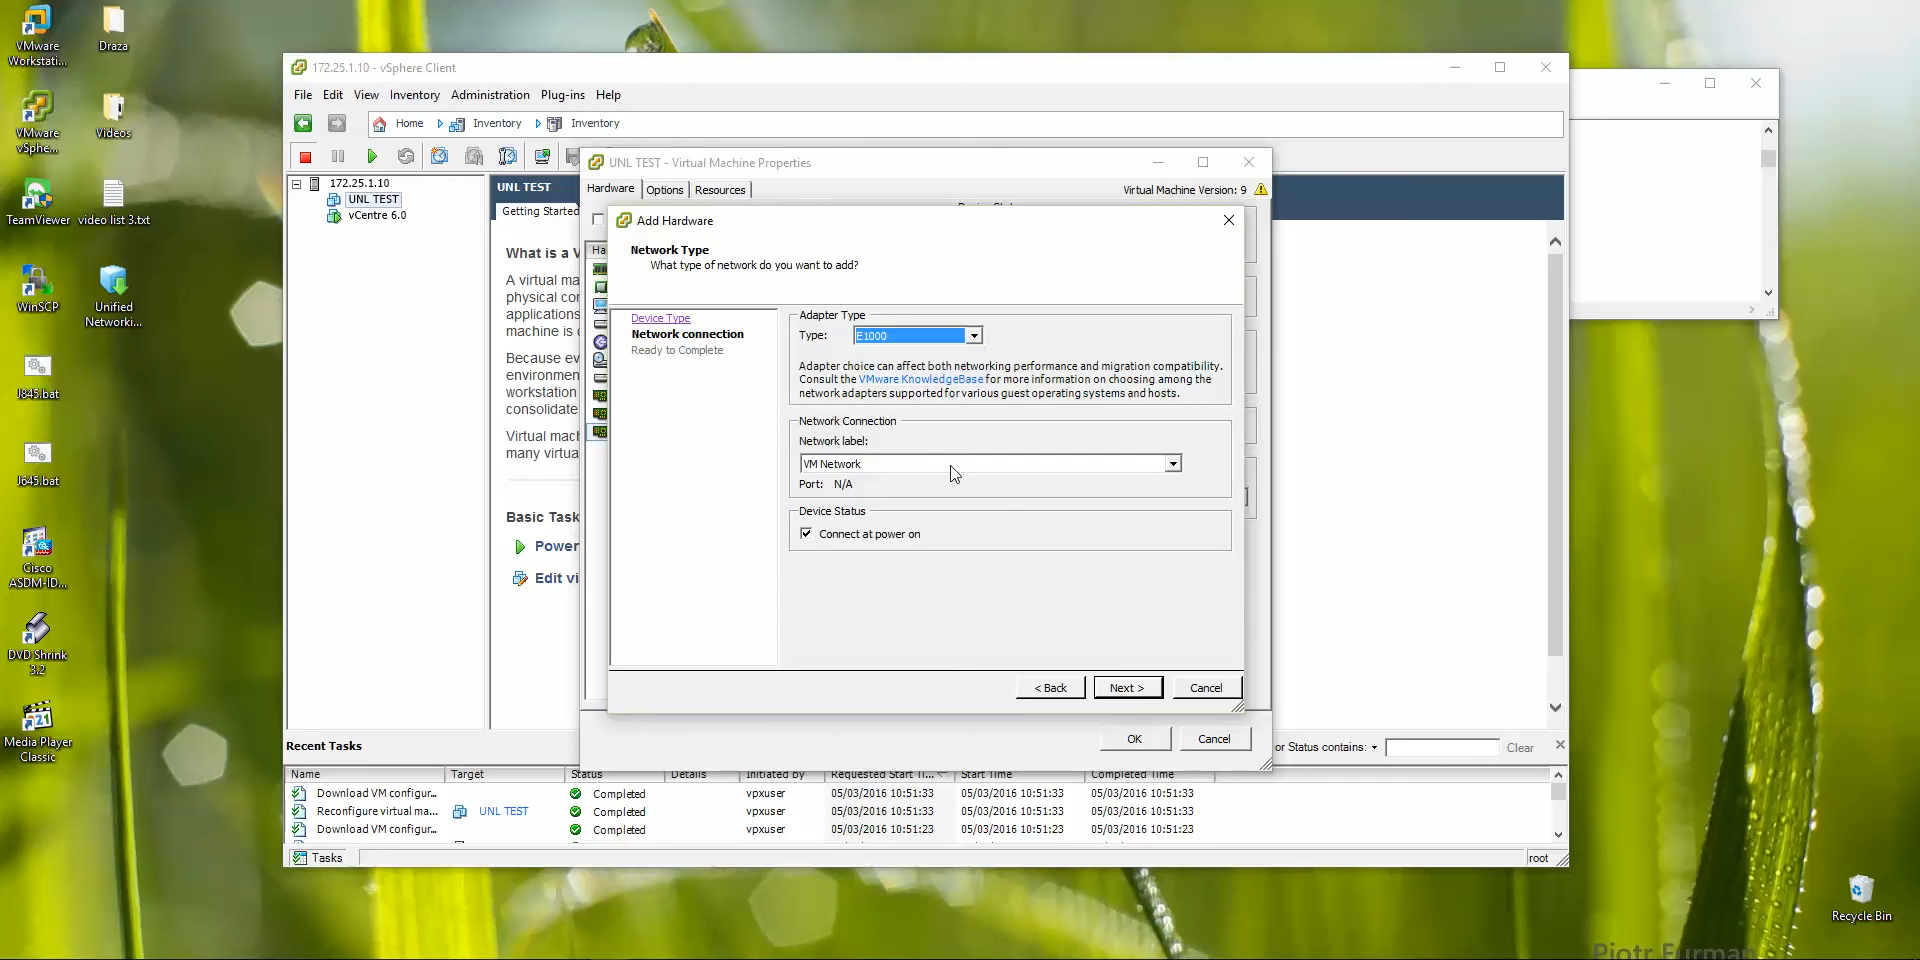 VMware
Workstati...
Draza
VMware
vSphe...
Videos
TeamViewer
video list 3.txt
WinSCP
Unified
Networki...
J845.bat
J645.bat
Cisco
ASDM-ID...
DVD Shrink
3.2
Media Player
Classic
172.25.1.10 - vSphere Client
File Edit View Inventory Administration Plug-ins Help
Home Inventory Inventory
172.25.1.10
UNL TEST
vCentre 6.0
UNL TEST
Getting Started
What is a V
A virtual ma
physical con
applications
machine is c
Because ev
environmen
workstation
consolidate
Virtual mach
many virtua
Basic Task
Power
Edit vi
UNL TEST - Virtual Machine Properties
Hardware Options Resources
Virtual Machine Version: 9
Ha
Add Hardware
Network Type
What type of network do you want to add?
Device Type
Network connection
Ready to Complete
Adapter Type
Type: E1000
Adapter choice can affect both networking performance and migration compatibility.
Consult the VMware KnowledgeBase for more information on choosing among the
network adapters supported for various guest operating systems and hosts.
Network Connection
Network label:
VM Network
Port: N/A
Device Status
Connect at power on
< Back Next > Cancel
OK Cancel
Recent Tasks
or Status contains: Clear
Name Target Status Details Initiated by Requested Start Ti... Start Time Completed Time
Download VM configur... Completed vpxuser 05/03/2016 10:51:33 05/03/2016 10:51:33 05/03/2016 10:51:33
Reconfigure virtual ma... UNL TEST Completed vpxuser 05/03/2016 10:51:33 05/03/2016 10:51:33 05/03/2016 10:51:33
Download VM configur... Completed vpxuser 05/03/2016 10:51:23 05/03/2016 10:51:23 05/03/2016 10:51:23
Tasks
root
Recycle Bin
Piotr Furman